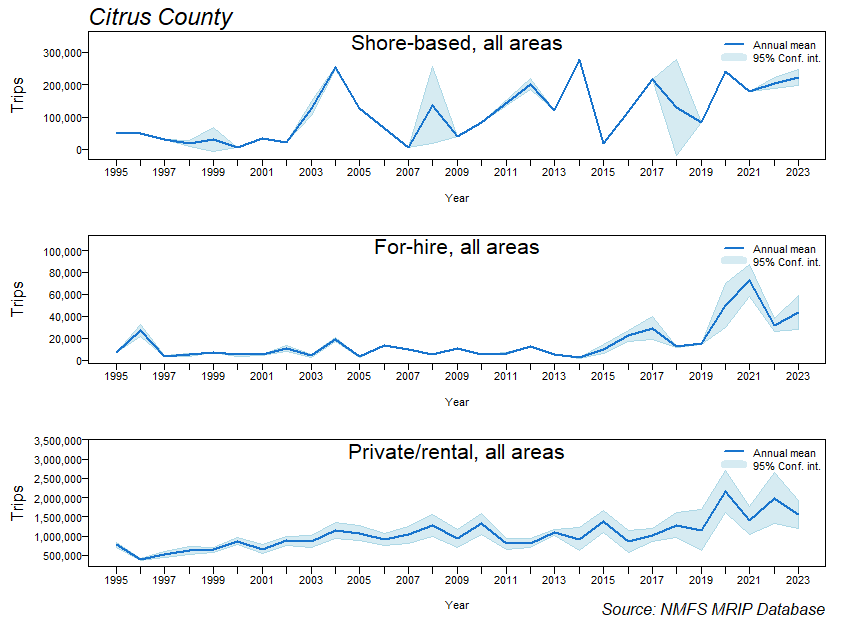 Citrus County
Shore-based, all areas
Annual mean
95% Conf. int.
Trips
300,000
200,000
100,000
0
1995 1997 1999 2001 2003 2005 2007 2009 2011 2013 2015 2017 2019 2021 2023
Year
For-hire, all areas
Annual mean
95% Conf. int.
Trips
100,000
80,000
60,000
40,000
20,000
0
1995 1997 1999 2001 2003 2005 2007 2009 2011 2013 2015 2017 2019 2021 2023
Year
Private/rental, all areas
Annual mean
95% Conf. int.
Trips
3,500,000
3,000,000
2,500,000
2,000,000
1,500,000
1,000,000
500,000
1995 1997 1999 2001 2003 2005 2007 2009 2011 2013 2015 2017 2019 2021 2023
Year
Source: NMFS MRIP Database